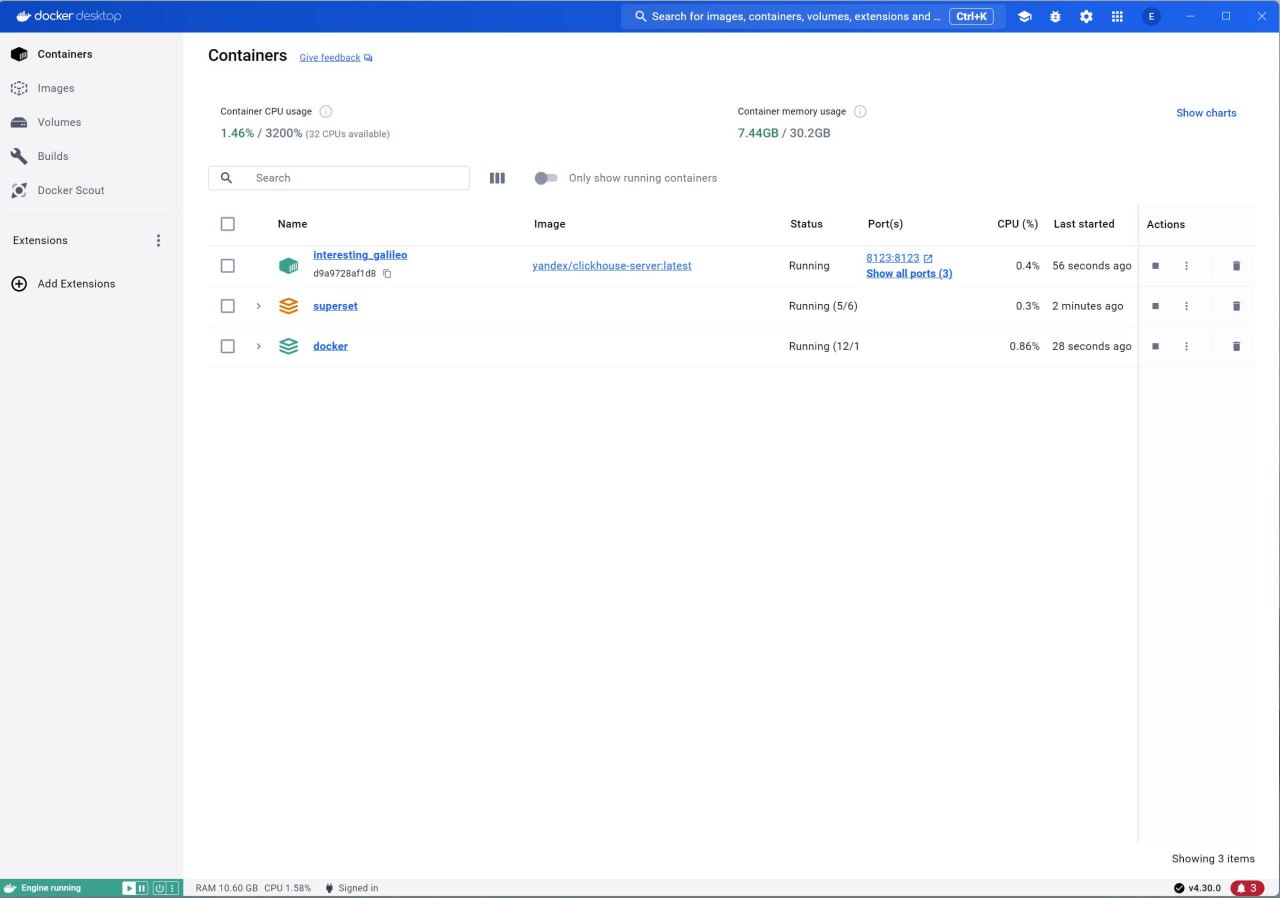 docker desktop
Search for images, containers, volumes, extensions and ... Ctrl+K
E
Containers
Images
Volumes
Builds
Docker Scout
Extensions
Add Extensions
Containers Give feedback
Container CPU usage
1.46% / 3200% (32 CPUs available)
Container memory usage
7.44GB / 30.2GB
Show charts
Search
Only show running containers
Name Image Status Port(s) CPU (%) Last started Actions
interesting_galileo
d9a9728af1d8
yandex/clickhouse-server:latest Running
8123:8123
Show all ports (3)
0.4% 56 seconds ago
superset Running (5/6) 0.3% 2 minutes ago
docker Running (12/1 0.86% 28 seconds ago
Showing 3 items
Engine running
RAM 10.60 GB CPU 1.58% Signed in
v4.30.0
3